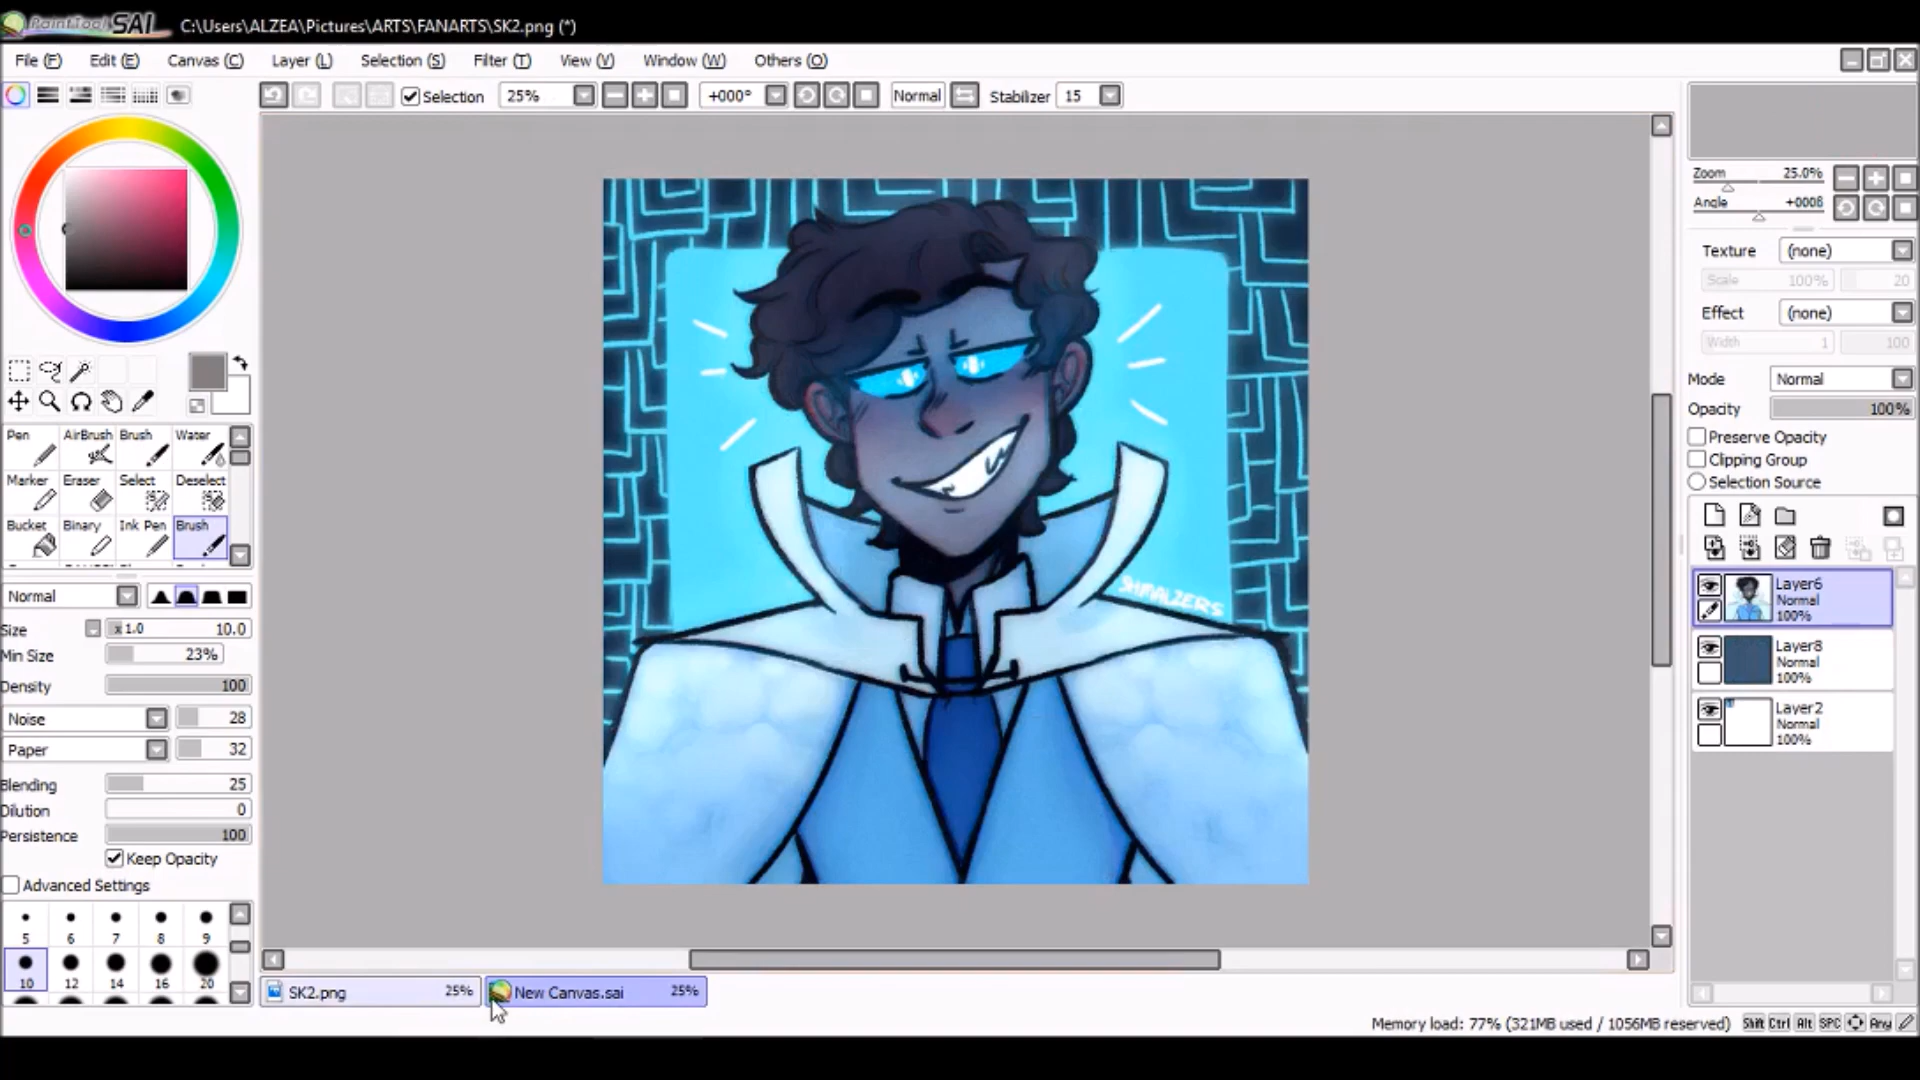 PaintTool SAI C:\Users\ALZEA\Pictures\ARTS\FANARTS\SK2.png (*)
File (F) Edit (E) Canvas (C) Layer (L) Selection (S) Filter (T) View (V) Window (W) Others (O)
Selection 25% +000° Normal Stabilizer 15
Zoom 25.0%
Angle +000ß
Texture (none)
Scale 100% 20
Effect (none)
Width 1 100
Mode Normal
Opacity 100%
Preserve Opacity
Clipping Group
Selection Source
Layer6
Normal
100%
Layer8
Normal
100%
Layer2
Normal
100%
Pen AirBrush Brush Water
Marker Eraser Select Deselect
Bucket Binary Ink Pen Brush
Normal
Size x1.0 10.0
Min Size 23%
Density 100
Noise 28
Paper 32
Blending 25
Dilution 0
Persistence 100
Keep Opacity
Advanced Settings
5 6 7 8 9
10 12 14 16 20
SHMALZERS
SK2.png 25% New Canvas.sai 25%
Memory load: 77% (321MB used / 1056MB reserved) Shift Ctrl Alt SPC Any